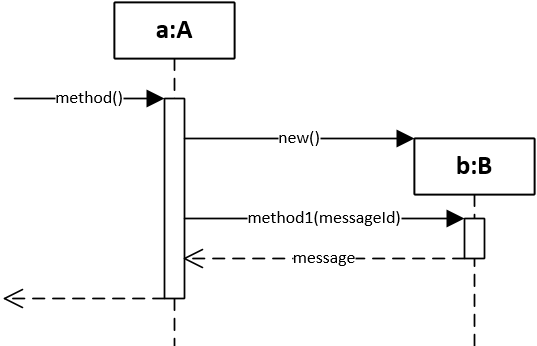 a:A
method()
new()
b:B
method1(messageId)
message